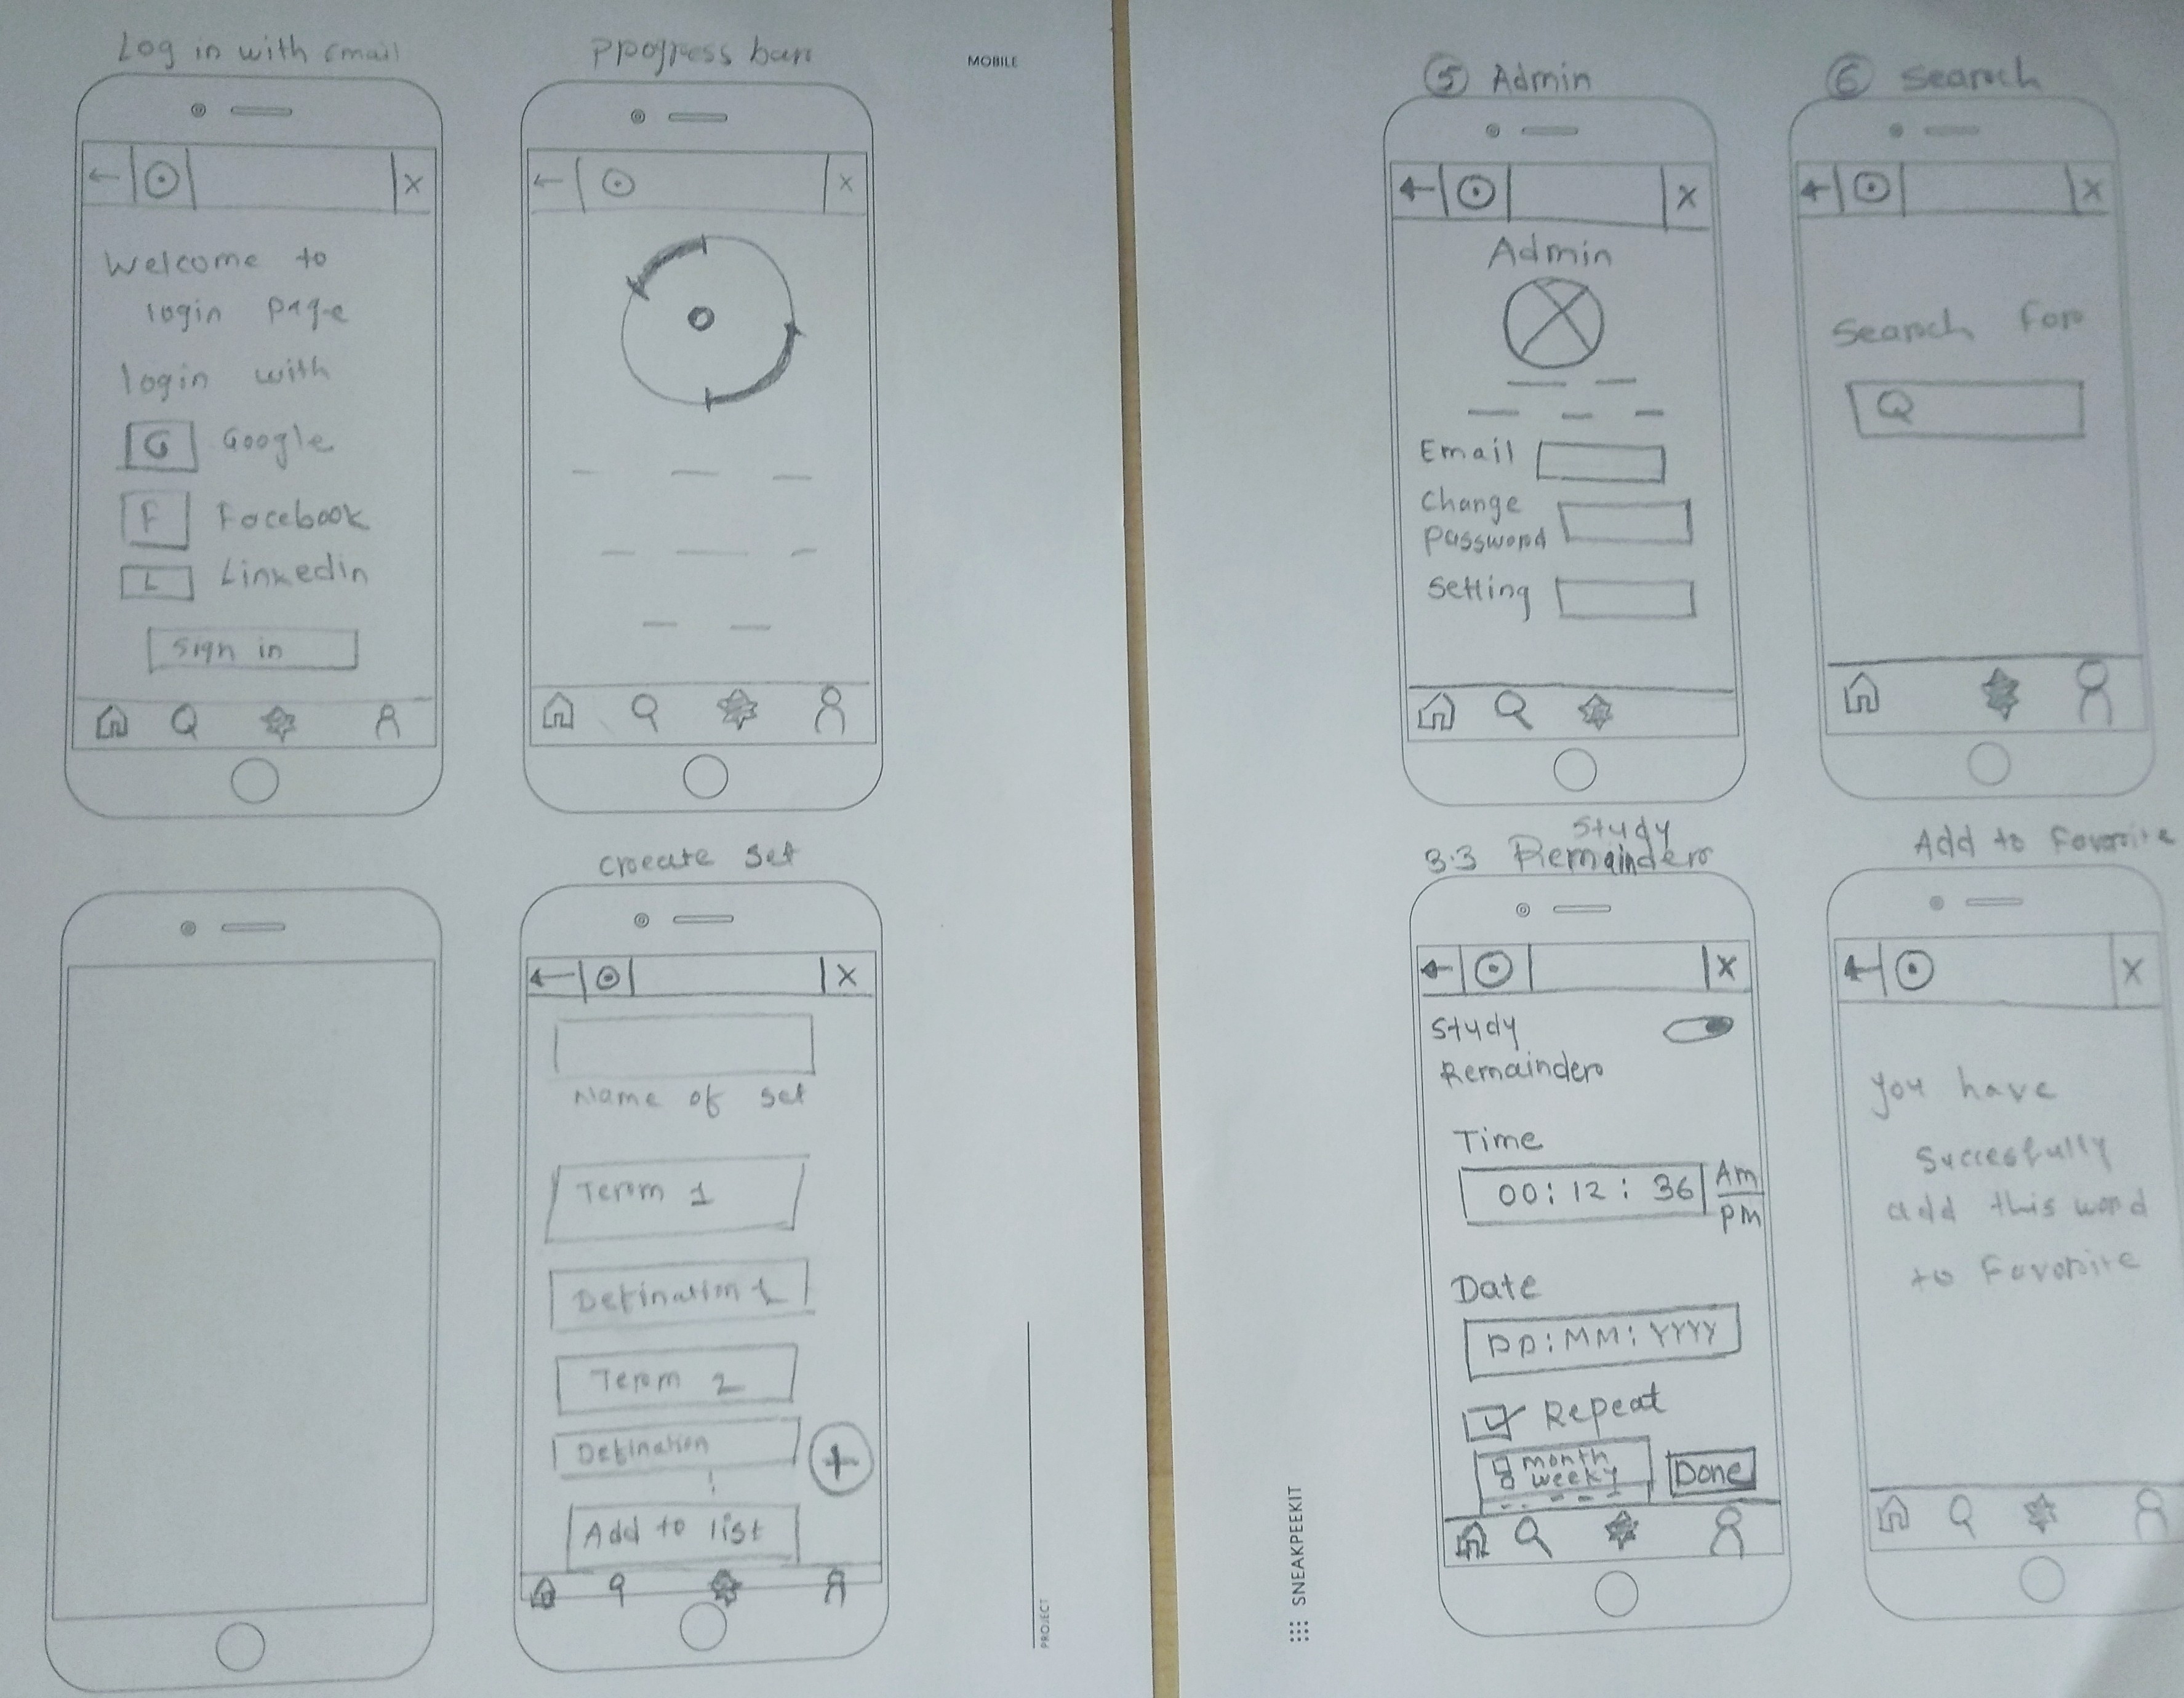 Log in with email
Welcome to
login page
login with
G Google
F Facebook
L Linkedin
Sign in
Progress bar
MOBILE
Create set
Name of set
Term 1
Defination 1
Term 2
Defination
Add to list
PROJECT
5 Admin
Admin
Email
Change
password
Setting
6 Search
Search For
SNEAKPEEKIT
3.3 Study Remainder
Study
Remainder
Time
00:12:36 Am
pm
Date
DD:MM:YYYY
Repeat
month
weeky
Done
Add to Favorite
X
You have
Succesfully
add this word
to Favorite